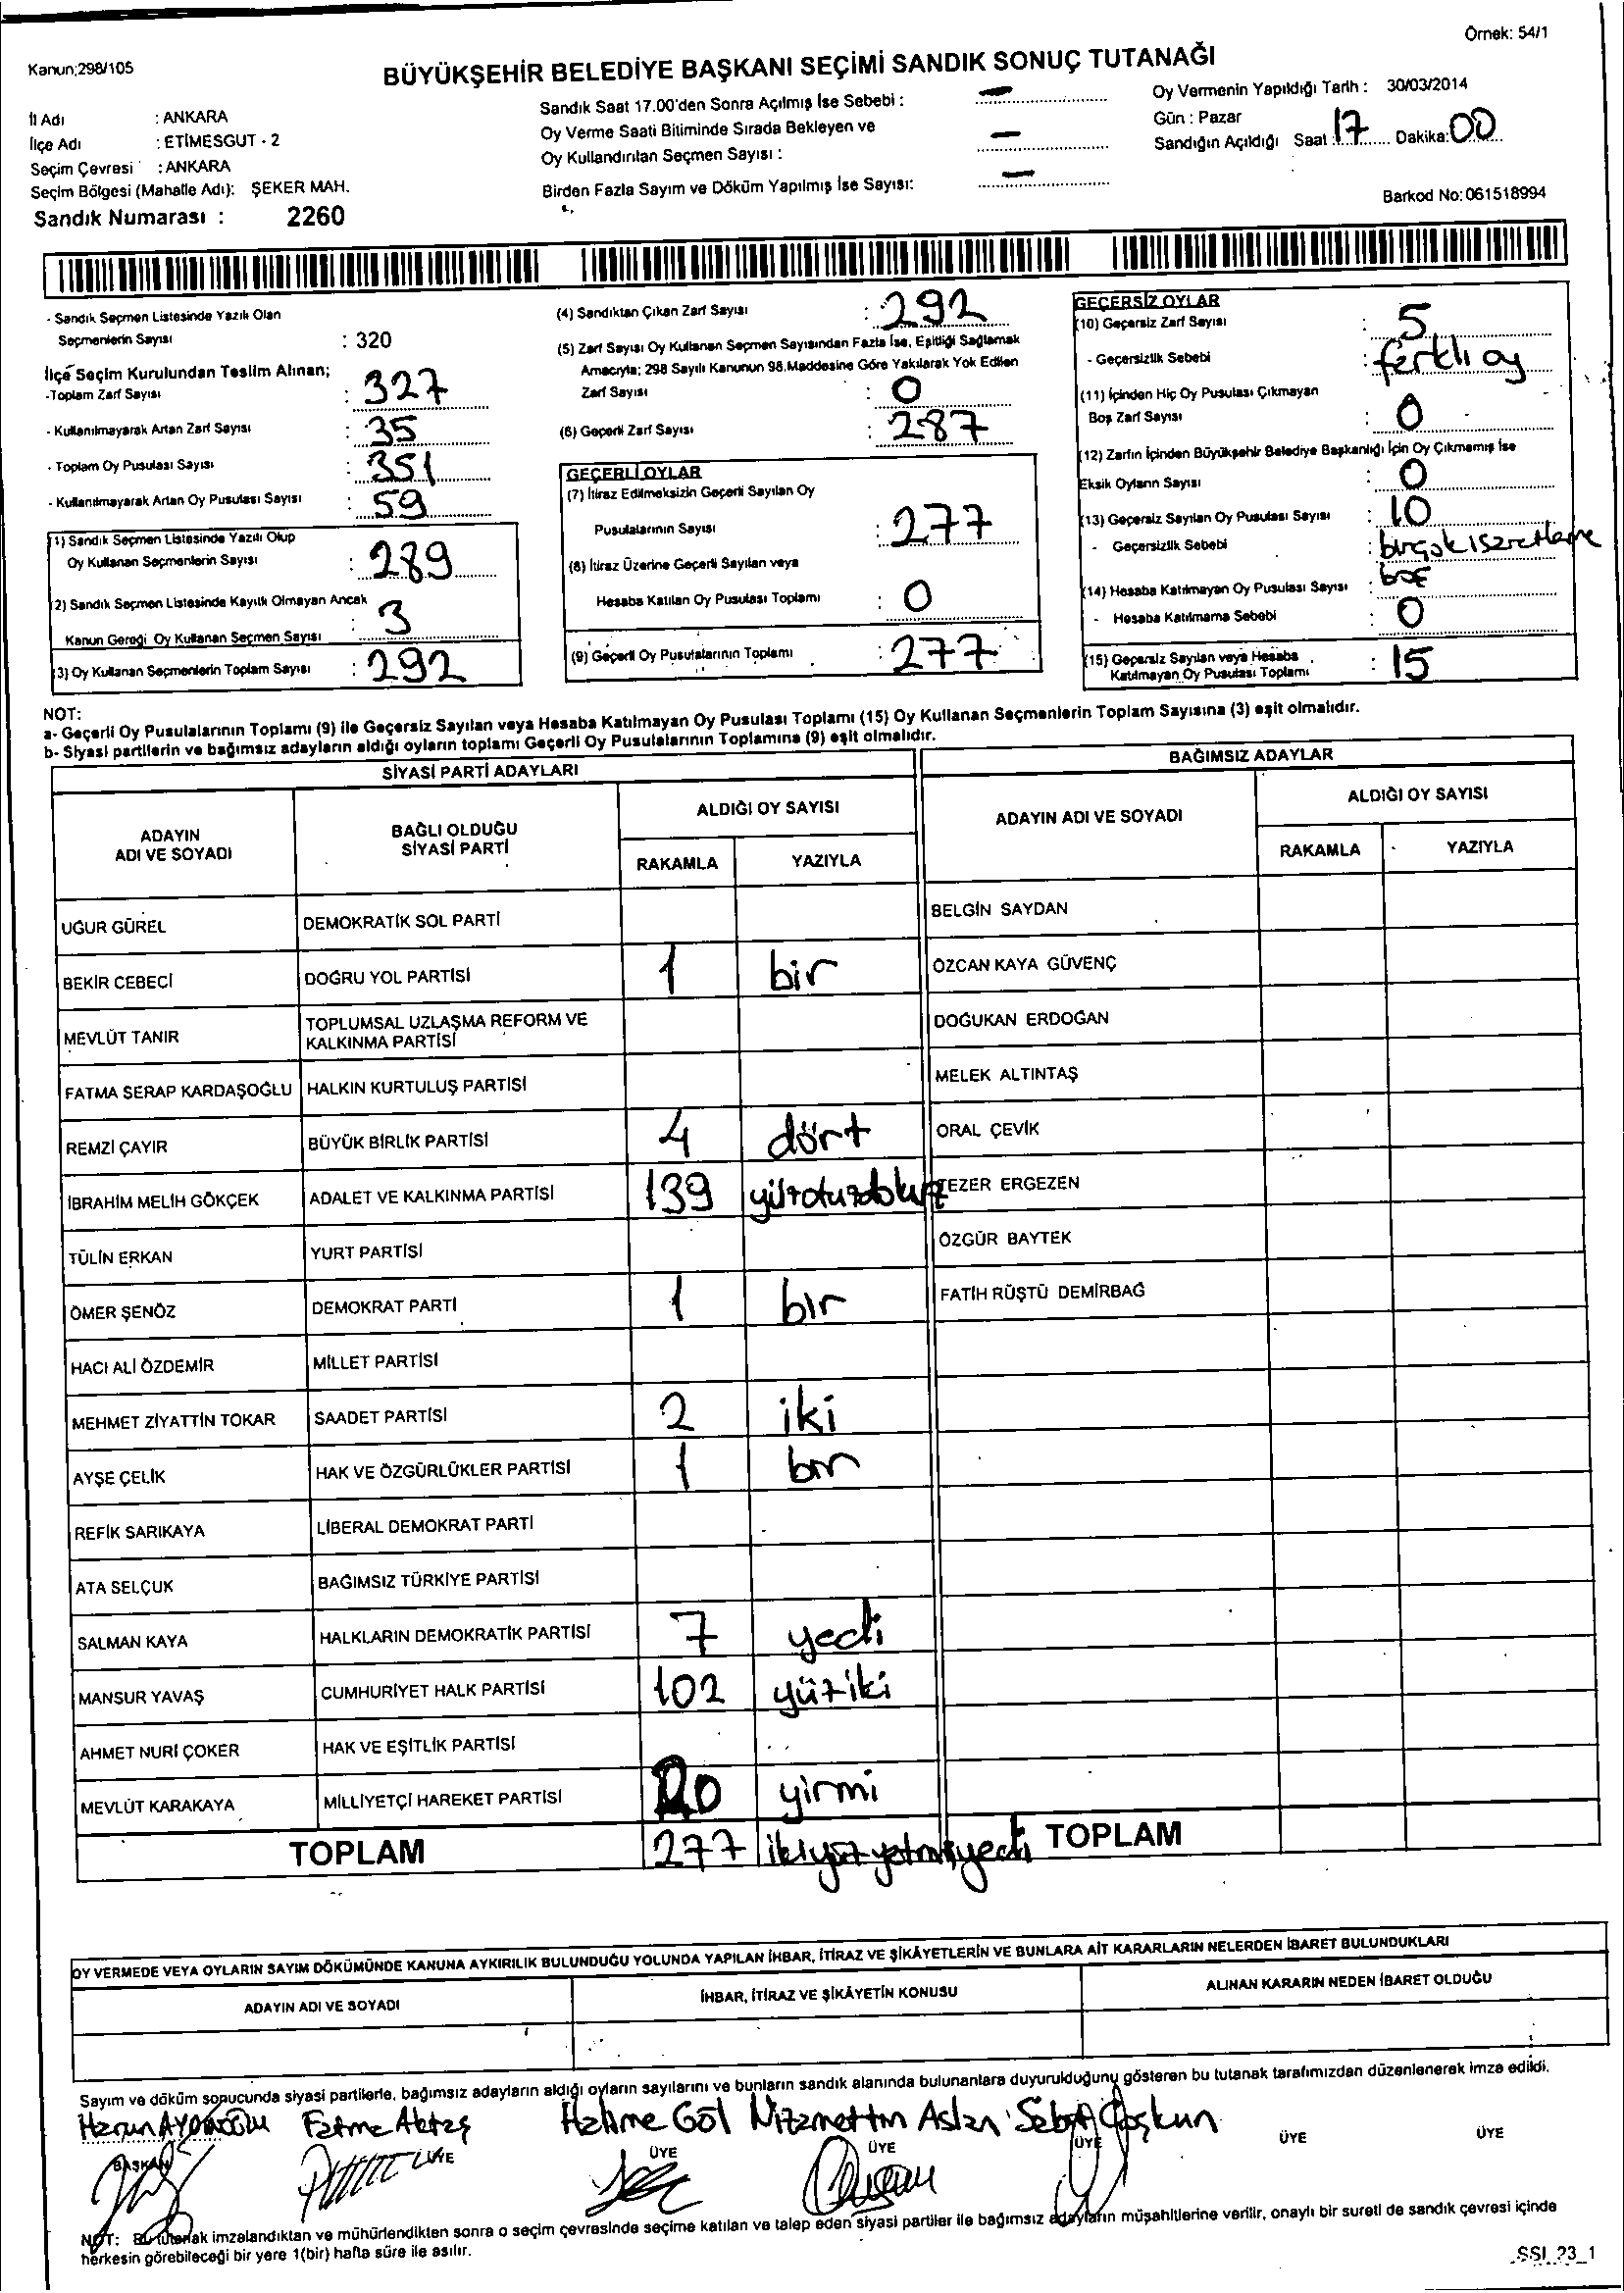 Örnek: 54/1
Kanun;298/105
BÜYÜKŞEHİR BELEDİYE BAŞKANI SEÇİMİ SANDIK SONUÇ TUTANAĞI
İl Adı : ANKARA
İlçe Adı : ETİMESGUT - 2
Seçim Çevresi : ANKARA
Seçim Bölgesi (Mahalle Adı): ŞEKER MAH.
Sandık Numarası : 2260
Sandık Saat 17.00'den Sonra Açılmış İse Sebebi : —
Oy Verme Saati Bitiminde Sırada Bekleyen ve
Oy Kullandırılan Seçmen Sayısı : —
Birden Fazla Sayım ve Döküm Yapılmış İse Sayısı: —
Oy Vermenin Yapıldığı Tarih : 30/03/2014
Gün : Pazar
Sandığın Açıldığı Saat : 17 Dakika: 00
Barkod No: 061518994
- Sandık Seçmen Listesinde Yazılı Olan
Seçmenlerin Sayısı : 320
İlçe Seçim Kurulundan Teslim Alınan;
-Toplam Zarf Sayısı : 327
- Kullanılmayarak Artan Zarf Sayısı : 35
- Toplam Oy Pusulası Sayısı : 351
- Kullanılmayarak Artan Oy Pusulası Sayısı : 59
(1) Sandık Seçmen Listesinde Yazılı Olup
Oy Kullanan Seçmenlerin Sayısı : 289
(2) Sandık Seçmen Listesinde Kayıtlı Olmayan Ancak
Kanun Gereği Oy Kullanan Seçmen Sayısı : 3
(3) Oy Kullanan Seçmenlerin Toplam Sayısı : 292
(4) Sandıktan Çıkan Zarf Sayısı : 292
(5) Zarf Sayısı Oy Kullanan Seçmen Sayısından Fazla İse, Eşitliği Sağlamak
Amacıyla; 298 Sayılı Kanunun 98.Maddesine Göre Yakılarak Yok Edilen
Zarf Sayısı : 0
(6) Geçerli Zarf Sayısı : 287
GEÇERLİ OYLAR
(7) İtiraz Edilmeksizin Geçerli Sayılan Oy
Pusulalarının Sayısı : 277
(8) İtiraz Üzerine Geçerli Sayılan veya
Hesaba Katılan Oy Pusulası Toplamı : 0
(9) Geçerli Oy Pusulalarının Toplamı : 277
GEÇERSİZ OYLAR
(10) Geçersiz Zarf Sayısı : 5
- Geçersizlik Sebebi : farklı oy
(11) İçinden Hiç Oy Pusulası Çıkmayan
Boş Zarf Sayısı : 0
(12) Zarfın İçinden Büyükşehir Belediye Başkanlığı İçin Oy Çıkmamış İse
Eksik Oyların Sayısı : 0
(13) Geçersiz Sayılan Oy Pusulası Sayısı : 10
- Geçersizlik Sebebi : birçok işaretleme
(14) Hesaba Katılmayan Oy Pusulası Sayısı :
- Hesaba Katılmama Sebebi : 0
(15) Geçersiz Sayılan veya Hesaba
Katılmayan Oy Pusulası Toplamı : 15
NOT:
a- Geçerli Oy Pusulalarının Toplamı (9) ile Geçersiz Sayılan veya Hesaba Katılmayan Oy Pusulası Toplamı (15) Oy Kullanan Seçmenlerin Toplam Sayısına (3) eşit olmalıdır.
b- Siyasi partilerin ve bağımsız adayların aldığı oyların toplamı Geçerli Oy Pusulalarının Toplamına (9) eşit olmalıdır.
SİYASİ PARTİ ADAYLARI
BAĞIMSIZ ADAYLAR
ADAYIN ADI VE SOYADI
BAĞLI OLDUĞU SİYASİ PARTİ
ALDIĞI OY SAYISI
RAKAMLA YAZIYLA
ADAYIN ADI VE SOYADI
ALDIĞI OY SAYISI
RAKAMLA YAZIYLA
UĞUR GÜREL DEMOKRATİK SOL PARTİ BELGİN SAYDAN
BEKİR CEBECİ DOĞRU YOL PARTİSİ 1 bir ÖZCAN KAYA GÜVENÇ
MEVLÜT TANIR TOPLUMSAL UZLAŞMA REFORM VE KALKINMA PARTİSİ DOĞUKAN ERDOĞAN
FATMA SERAP KARDAŞOĞLU HALKIN KURTULUŞ PARTİSİ MELEK ALTINTAŞ
REMZİ ÇAYIR BÜYÜK BİRLİK PARTİSİ 4 dört ORAL ÇEVİK
İBRAHİM MELİH GÖKÇEK ADALET VE KALKINMA PARTİSİ 139 yüzotuzdokuz TEZER ERGEZEN
TÜLİN ERKAN YURT PARTİSİ ÖZGÜR BAYTEK
ÖMER ŞENÖZ DEMOKRAT PARTİ 1 bir FATİH RÜŞTÜ DEMİRBAĞ
HACI ALİ ÖZDEMİR MİLLET PARTİSİ
MEHMET ZİYATTİN TOKAR SAADET PARTİSİ 2 iki
AYŞE ÇELİK HAK VE ÖZGÜRLÜKLER PARTİSİ 1 bir
REFİK SARIKAYA LİBERAL DEMOKRAT PARTİ
ATA SELÇUK BAĞIMSIZ TÜRKİYE PARTİSİ
SALMAN KAYA HALKLARIN DEMOKRATİK PARTİSİ 7 yedi
MANSUR YAVAŞ CUMHURİYET HALK PARTİSİ 102 yüziki
AHMET NURİ ÇOKER HAK VE EŞİTLİK PARTİSİ
MEVLÜT KARAKAYA MİLLİYETÇİ HAREKET PARTİSİ 20 yirmi
TOPLAM 277 ikiyüzyetmişyedi TOPLAM
OY VERMEDE VEYA OYLARIN SAYIM DÖKÜMÜNDE KANUNA AYKIRILIK BULUNDUĞU YOLUNDA YAPILAN İHBAR, İTİRAZ VE ŞİKÂYETLERİN VE BUNLARA AİT KARARLARIN NELERDEN İBARET BULUNDUKLARI
ADAYIN ADI VE SOYADI İHBAR, İTİRAZ VE ŞİKÂYETİN KONUSU ALINAN KARARIN NEDEN İBARET OLDUĞU
Sayım ve döküm sonucunda siyasi partilerle, bağımsız adayların aldığı oyların sayılarını ve bunların sandık alanında bulunanlara duyurulduğunu gösteren bu tutanak tarafımızdan düzenlenerek imza edildi.
Harun Fatma Aktaş Halime Göl Nizamettin Aslan Sebati Coşkun
BAŞKAN ÜYE ÜYE ÜYE ÜYE ÜYE ÜYE
NOT: Bu tutanak imzalandıktan ve mühürlendikten sonra o seçim çevresinde seçime katılan ve talep eden siyasi partiler ile bağımsız adayların müşahitlerine verilir, onaylı bir sureti de sandık çevresi içinde
herkesin görebileceği bir yere 1(bir) hafta süre ile asılır.
SSI_23_1